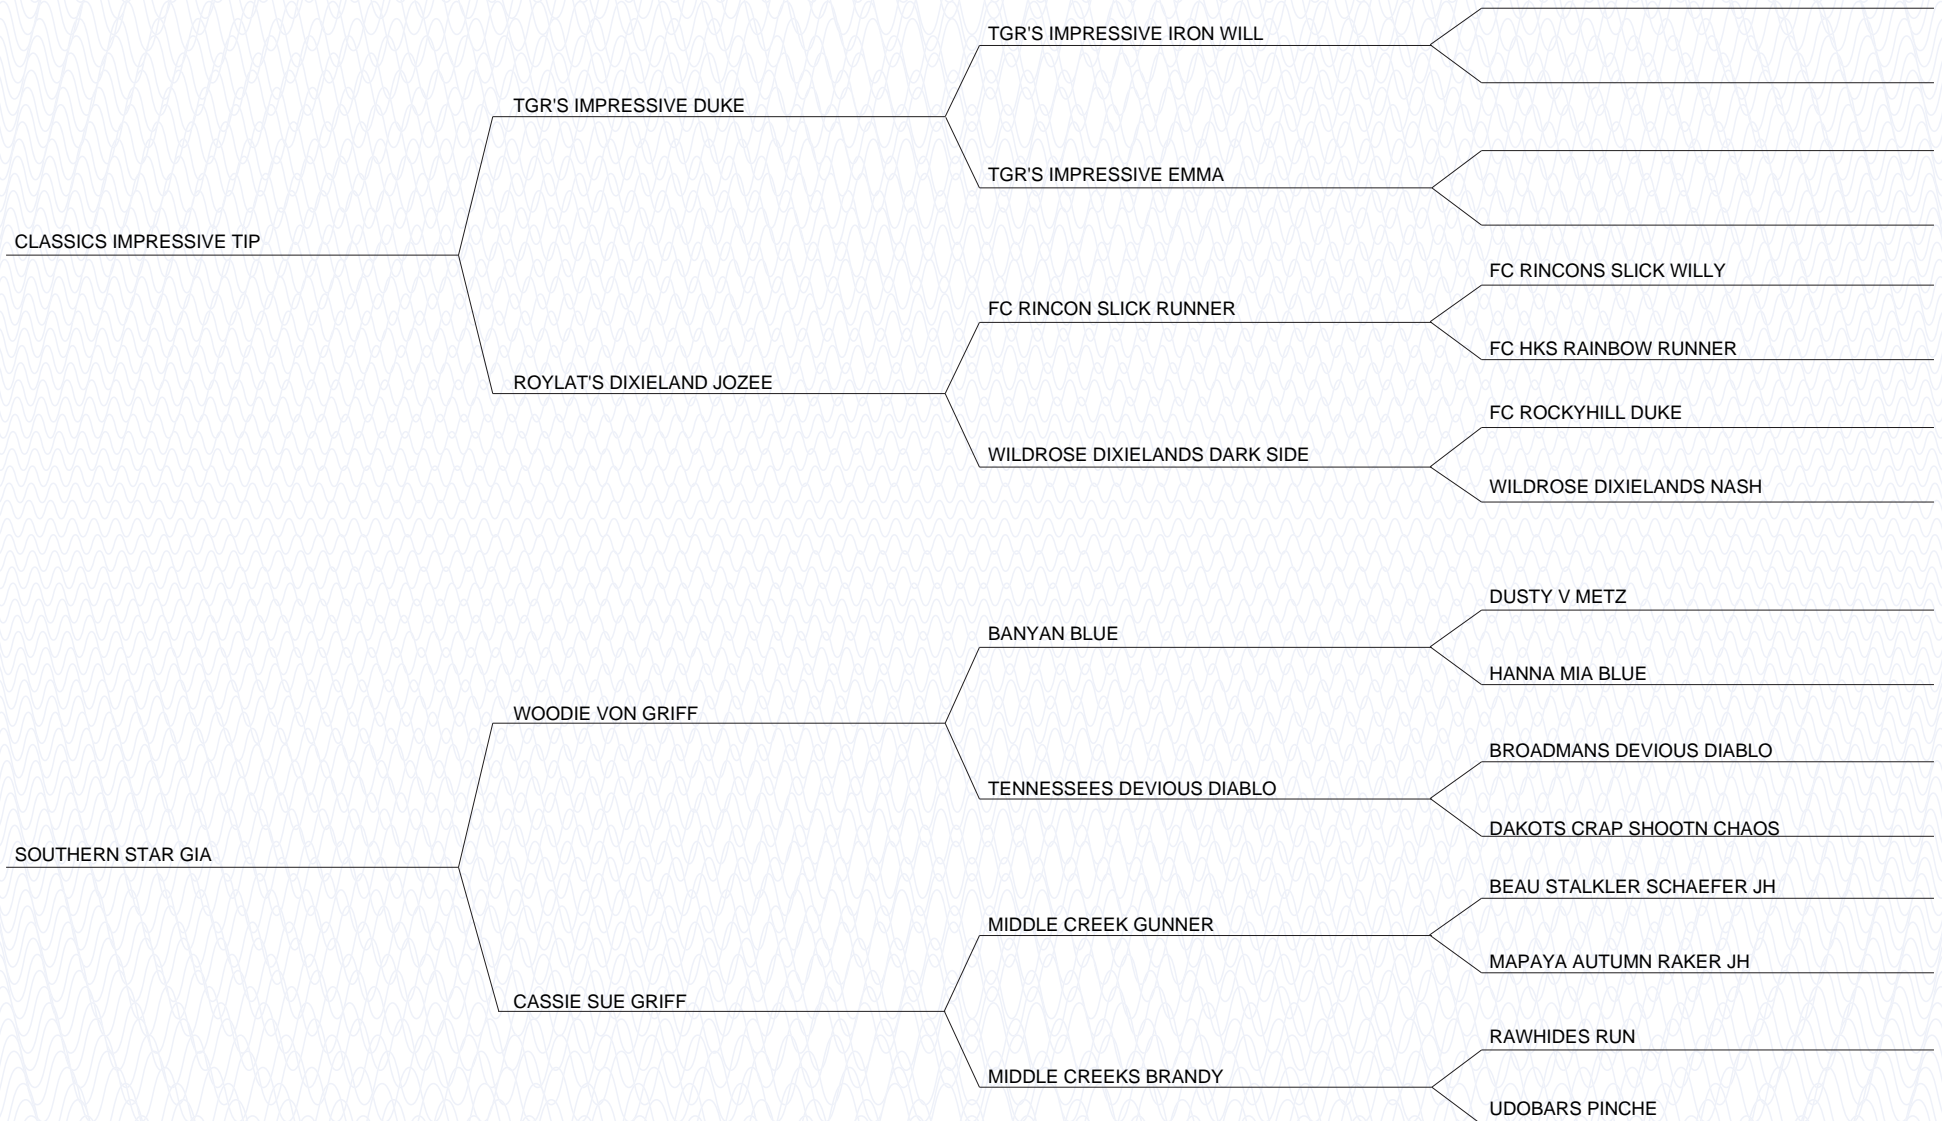 TGR'S IMPRESSIVE IRON WILL
TGR'S IMPRESSIVE DUKE
TGR'S IMPRESSIVE EMMA
CLASSICS IMPRESSIVE TIP
FC RINCONS SLICK WILLY
FC RINCON SLICK RUNNER
FC HKS RAINBOW RUNNER
ROYLAT'S DIXIELAND JOZEE
FC ROCKYHILL DUKE
WILDROSE DIXIELANDS DARK SIDE
WILDROSE DIXIELANDS NASH
DUSTY V METZ
BANYAN BLUE
HANNA MIA BLUE
WOODIE VON GRIFF
BROADMANS DEVIOUS DIABLO
TENNESSEES DEVIOUS DIABLO
DAKOTS CRAP SHOOTN CHAOS
SOUTHERN STAR GIA
BEAU STALKLER SCHAEFER JH
MIDDLE CREEK GUNNER
MAPAYA AUTUMN RAKER JH
CASSIE SUE GRIFF
RAWHIDES RUN
MIDDLE CREEKS BRANDY
UDOBARS PINCHE